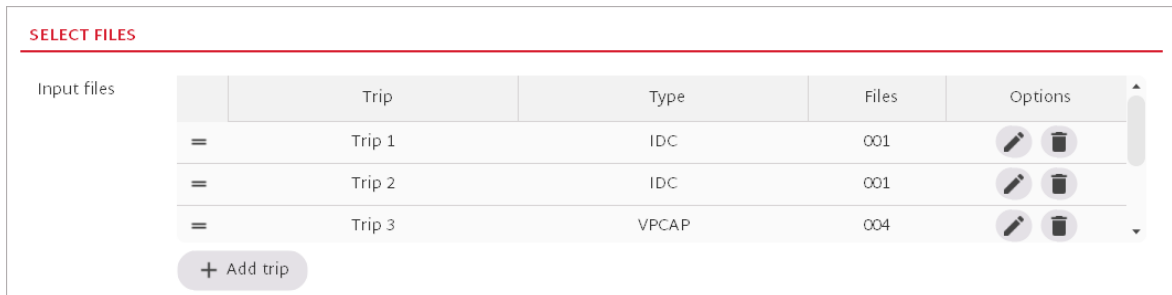 SELECT FILES
Input files
Trip Type Files Options
Trip 1 IDC 001
Trip 2 IDC 001
Trip 3 VPCAP 004
+ Add trip